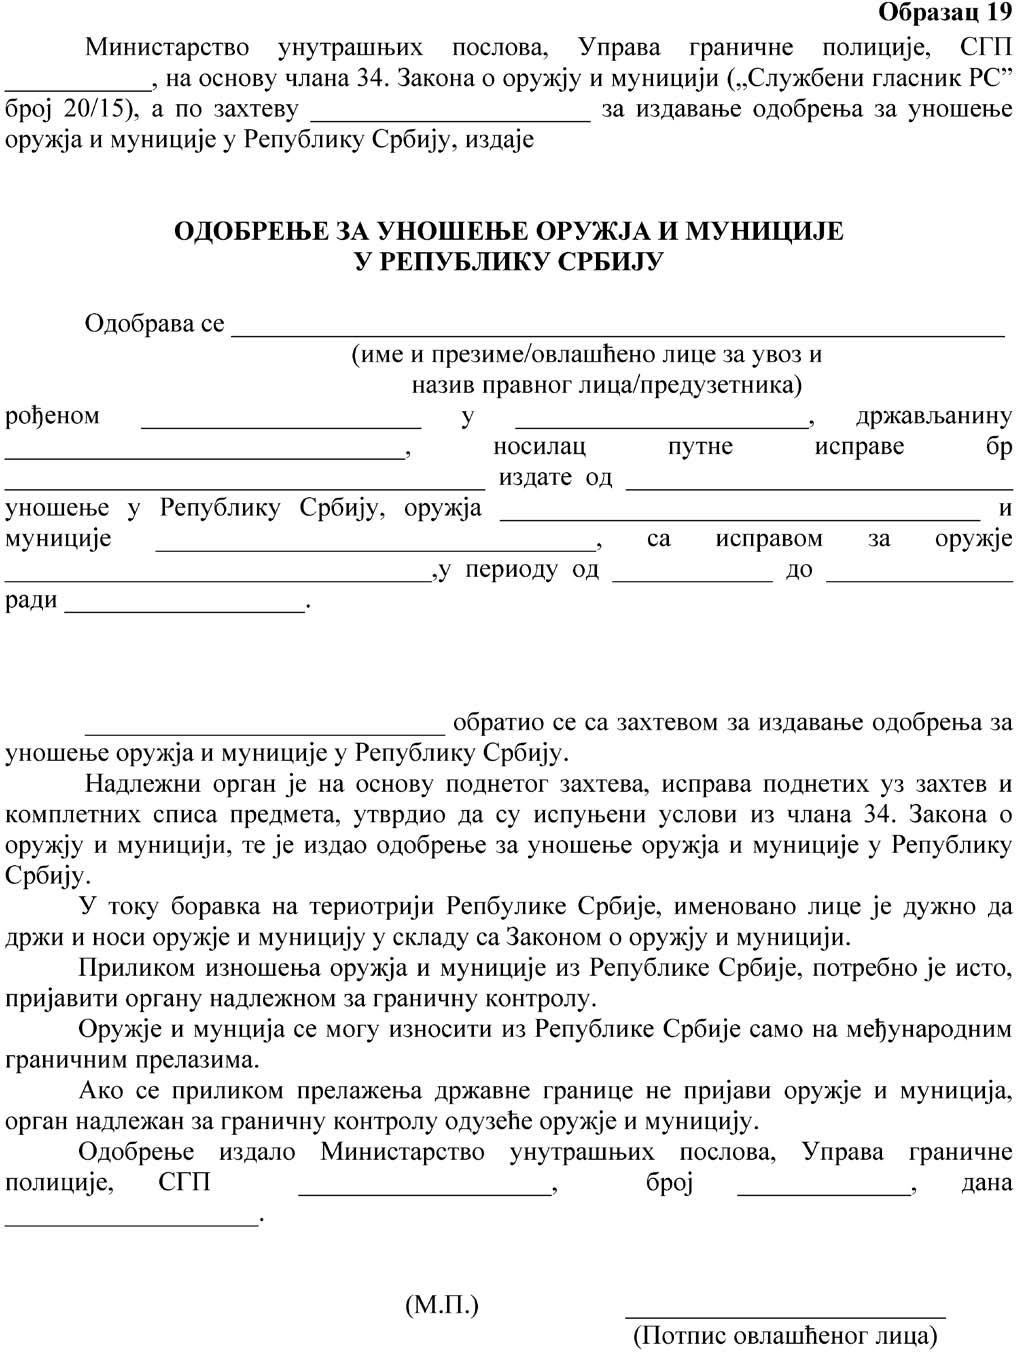 Образац 19
Министарство унутрашњих послова, Управа граничне полиције, СГП
___________, на основу члана 34. Закона о оружју и муницији („Службени гласник РС”
број 20/15), а по захтеву _____________________ за издавање одобрења за уношење
оружја и муниције у Републику Србију, издаје
ОДОБРЕЊЕ ЗА УНОШЕЊЕ ОРУЖЈА И МУНИЦИЈЕ
У РЕПУБЛИКУ СРБИЈУ
Одобрава се __________________________________________________________
(име и презиме/овлашћено лице за увоз и
назив правног лица/предузетника)
рођеном _____________________ у ______________________, држављанину
______________________________, носилац путне исправе бр
____________________________________ издате од _____________________________
уношење у Републику Србију, оружја ____________________________________ и
муниције _________________________________, са исправом за оружје
________________________________,у периоду од ____________ до ______________
ради __________________.
___________________________ обратио се са захтевом за издавање одобрења за
уношење оружја и муниције у Републику Србију.
Надлежни орган је на основу поднетог захтева, исправа поднетих уз захтев и
комплетних списа предмета, утврдио да су испуњени услови из члана 34. Закона о
оружју и муницији, те је издао одобрење за уношење оружја и муниције у Републику
Србију.
У току боравка на териотрији Репбулике Србије, именовано лице је дужно да
држи и носи оружје и муницију у складу са Законом о оружју и муницији.
Приликом изношења оружја и муниције из Републике Србије, потребно је исто,
пријавити органу надлежном за граничну контролу.
Оружје и мунција се могу износити из Републике Србије само на међународним
граничним прелазима.
Ако се приликом прелажења државне границе не пријави оружје и муниција,
орган надлежан за граничну контролу одузеће оружје и муницију.
Одобрење издало Министарство унутрашњих послова, Управа граничне
полиције, СГП ___________________, број _____________, дана
___________________.
(М.П.) ________________________
(Потпис овлашћеног лица)